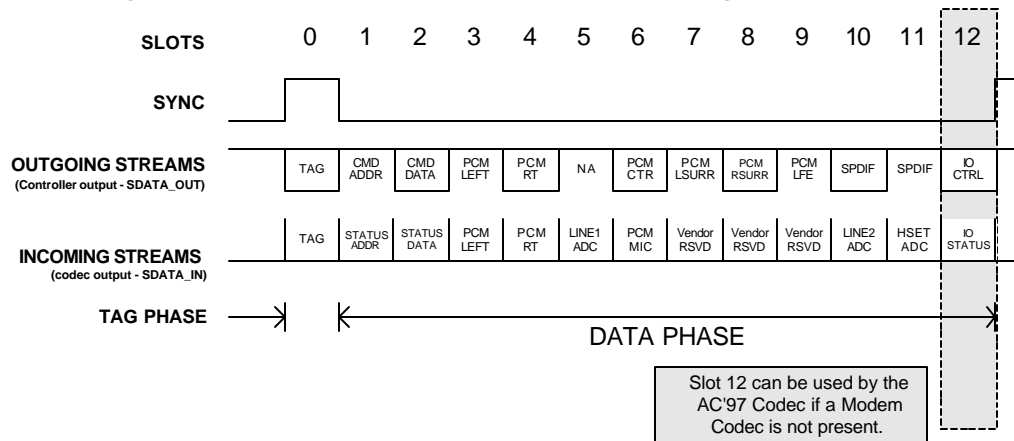 SLOTS 0 1 2 3 4 5 6 7 8 9 10 11 12
SYNC
OUTGOING STREAMS
(Controller output - SDATA_OUT)
TAG CMD ADDR CMD DATA PCM LEFT PCM RT NA PCM CTR PCM LSURR PCM RSURR PCM LFE SPDIF SPDIF IO CTRL
INCOMING STREAMS
(codec output - SDATA_IN)
TAG STATUS ADDR STATUS DATA PCM LEFT PCM RT LINE1 ADC PCM MIC Vendor RSVD Vendor RSVD Vendor RSVD LINE2 ADC HSET ADC IO STATUS
TAG PHASE
DATA PHASE
Slot 12 can be used by the
AC'97 Codec if a Modem
Codec is not present.